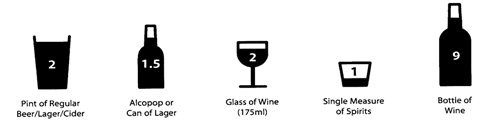 2
1.5
2
1
9
Pint of Regular
Beer/Lager/Cider
Alcopop or
Can of Lager
Glass of Wine
(175ml)
Single Measure
of Spirits
Bottle of
Wine